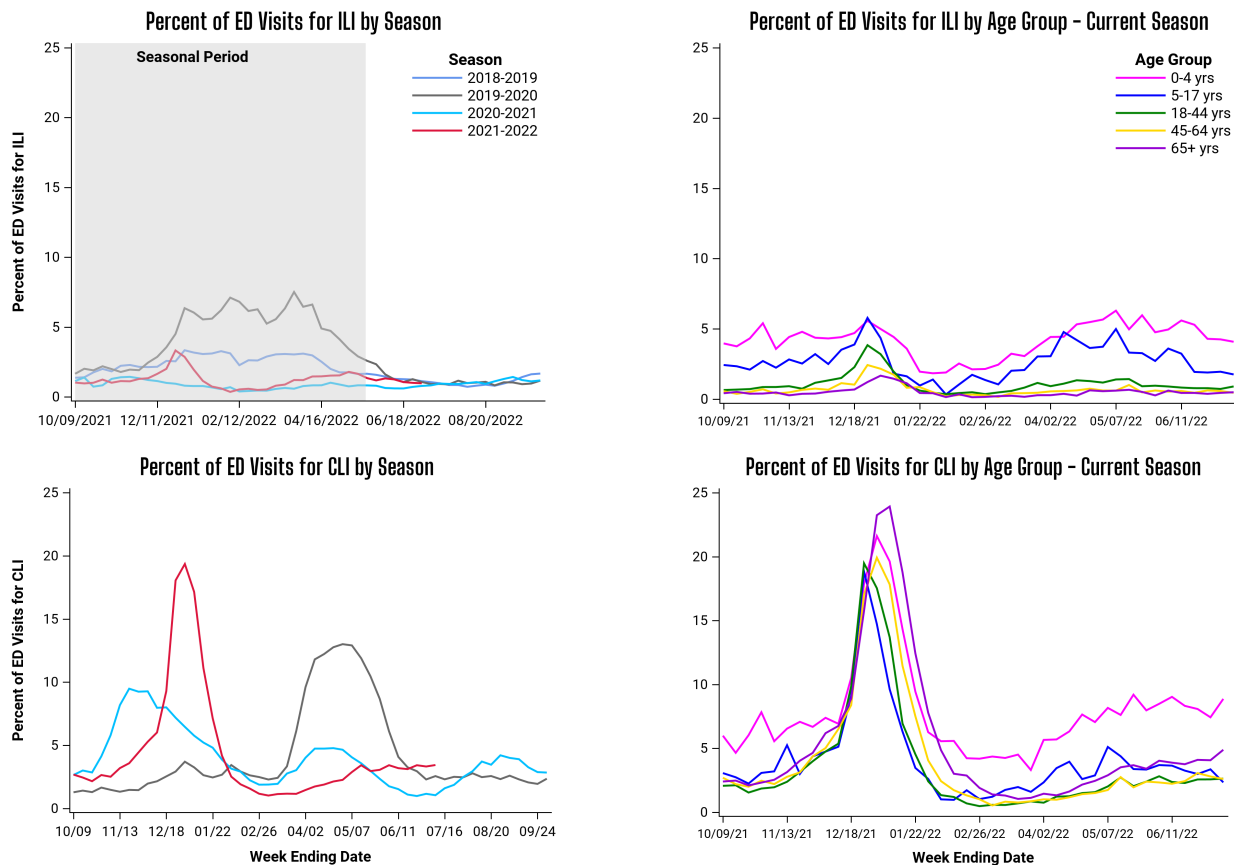 Percent of ED Visits for ILI by Season
25
20
15
10
5
0
Percent of ED Visits for ILI
Seasonal Period
Season
2018-2019
2019-2020
2020-2021
2021-2022
10/09/2021 12/11/2021 02/12/2022 04/16/2022 06/18/2022 08/20/2022
Percent of ED Visits for ILI by Age Group - Current Season
25
20
15
10
5
0
Age Group
0-4 yrs
5-17 yrs
18-44 yrs
45-64 yrs
65+ yrs
10/09/21 11/13/21 12/18/21 01/22/22 02/26/22 04/02/22 05/07/22 06/11/22
Percent of ED Visits for CLI by Season
25
20
15
10
5
0
Percent of ED Visits for CLI
10/09 11/13 12/18 01/22 02/26 04/02 05/07 06/11 07/16 08/20 09/24
Week Ending Date
Percent of ED Visits for CLI by Age Group - Current Season
25
20
15
10
5
0
10/09/21 11/13/21 12/18/21 01/22/22 02/26/22 04/02/22 05/07/22 06/11/22
Week Ending Date